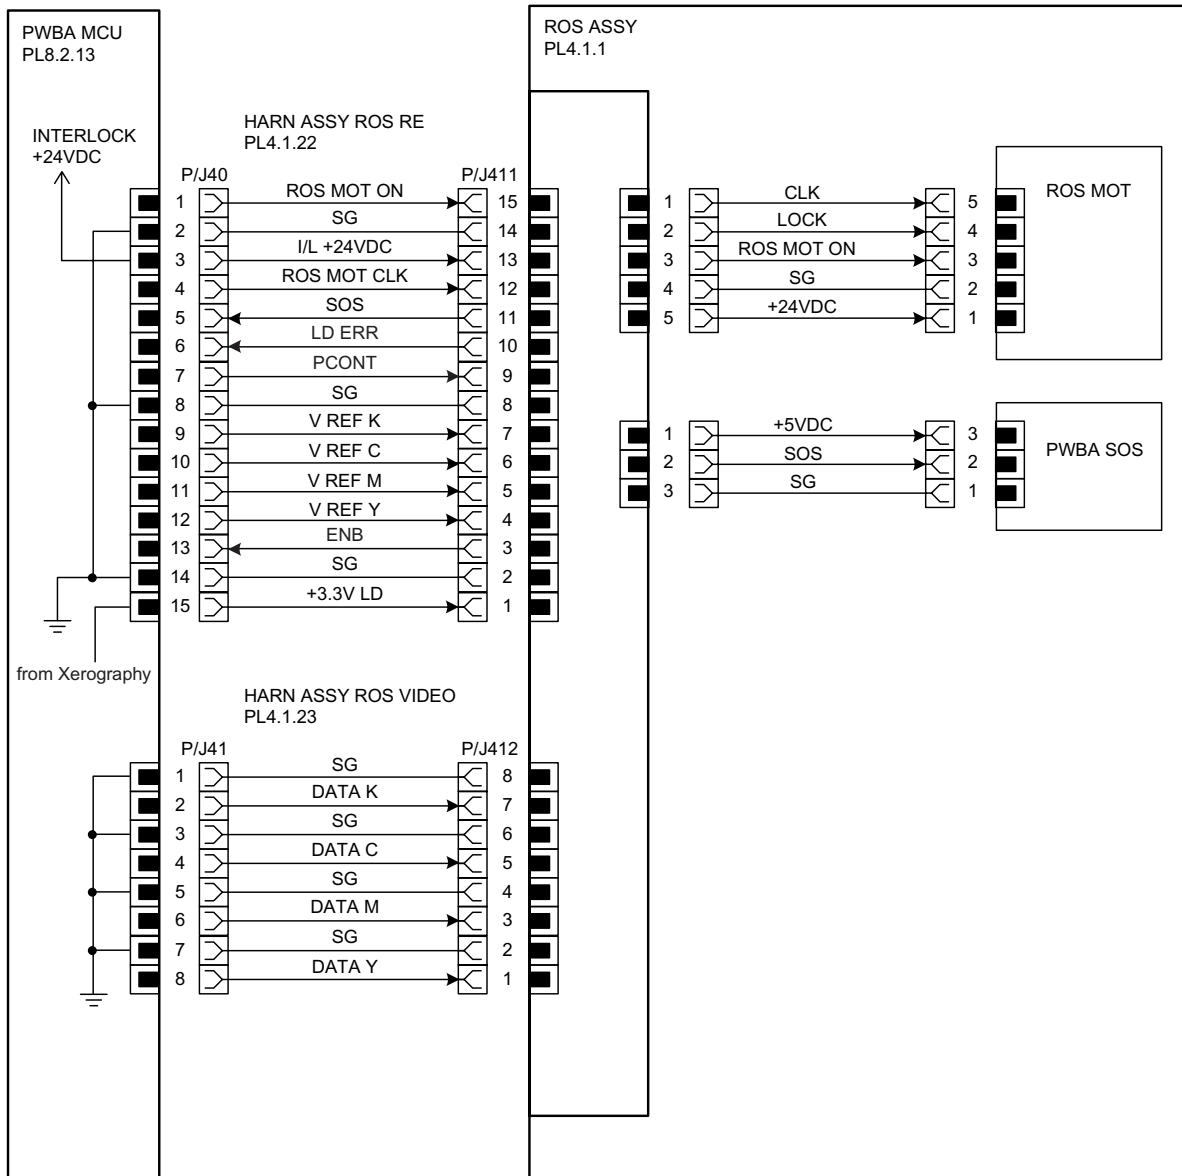 PWBA MCU
PL8.2.13
ROS ASSY
PL4.1.1
INTERLOCK
+24VDC
HARN ASSY ROS RE
PL4.1.22
P/J40
P/J411
1 ROS MOT ON 15
2 SG 14
3 I/L +24VDC 13
4 ROS MOT CLK 12
5 SOS 11
6 LD ERR 10
7 PCONT 9
8 SG 8
9 V REF K 7
10 V REF C 6
11 V REF M 5
12 V REF Y 4
13 ENB 3
14 SG 2
15 +3.3V LD 1
from Xerography
1 CLK 5
2 LOCK 4
3 ROS MOT ON 3
4 SG 2
5 +24VDC 1
ROS MOT
1 +5VDC 3
2 SOS 2
3 SG 1
PWBA SOS
HARN ASSY ROS VIDEO
PL4.1.23
P/J41
P/J412
1 SG 8
2 DATA K 7
3 SG 6
4 DATA C 5
5 SG 4
6 DATA M 3
7 SG 2
8 DATA Y 1